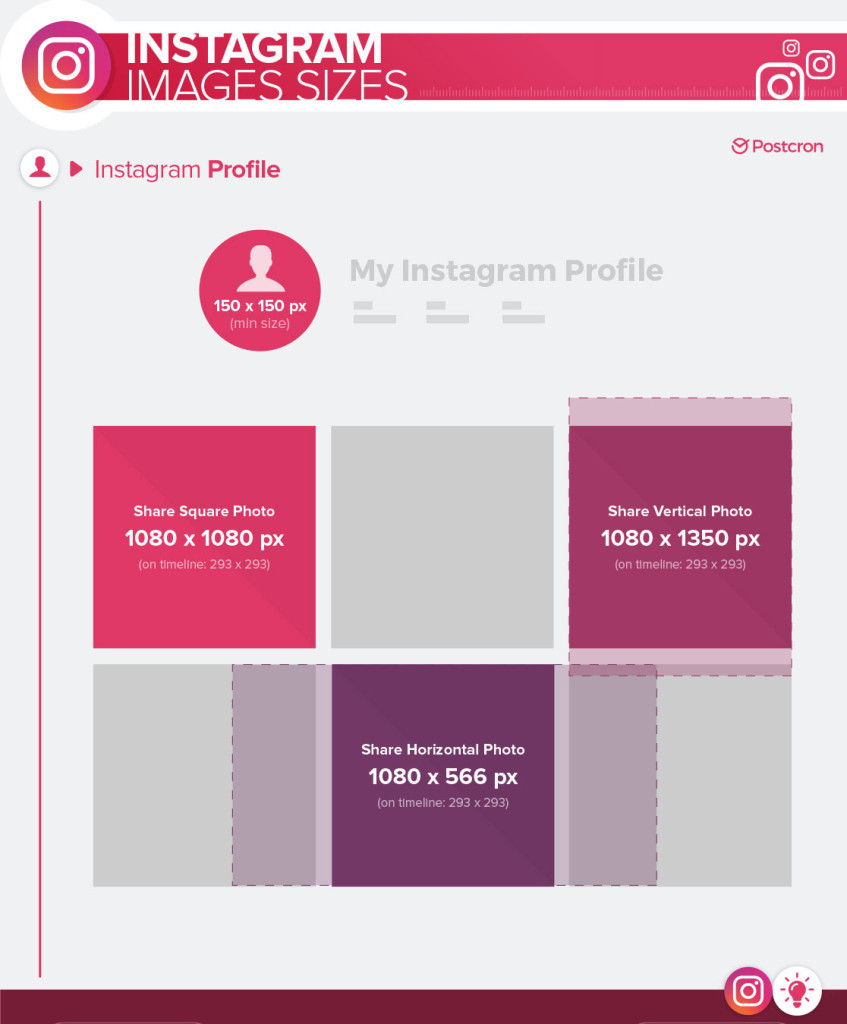 INSTAGRAM
IMAGES SIZES
Postcron
Instagram Profile
My Instagram Profile
150 x 150 px
(min size)
Share Square Photo
1080 x 1080 px
(on timeline: 293 x 293)
Share Vertical Photo
1080 x 1350 px
(on timeline: 293 x 293)
Share Horizontal Photo
1080 x 566 px
(on timeline: 293 x 293)